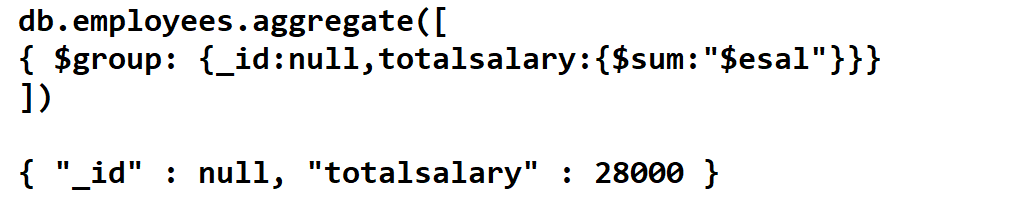 db.employees.aggregate([
{ $group: {_id:null,totalsalary:{$sum:"$esal"}}}
])
{ "_id" : null, "totalsalary" : 28000 }